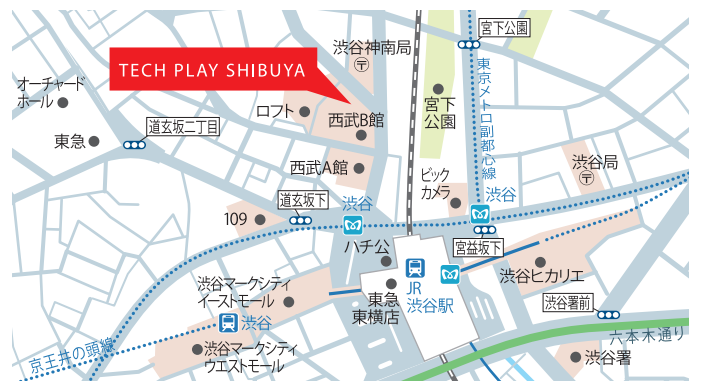 宮下公園
渋谷神南局
〒
TECH PLAY SHIBUYA
オーチャード
ホール
ロフト
西武B館
宮下
公園
東京メトロ副都心線
道玄坂二丁目
東急
西武A館
ビック
カメラ
渋谷局
〒
道玄坂下
渋谷
渋谷
109
宮益坂下
ハチ公
渋谷ヒカリエ
JR
渋谷駅
渋谷マークシティ
イーストモール
東急
東横店
渋谷署前
渋谷
六本木通り
京王井の頭線
渋谷マークシティ
ウエストモール
渋谷署